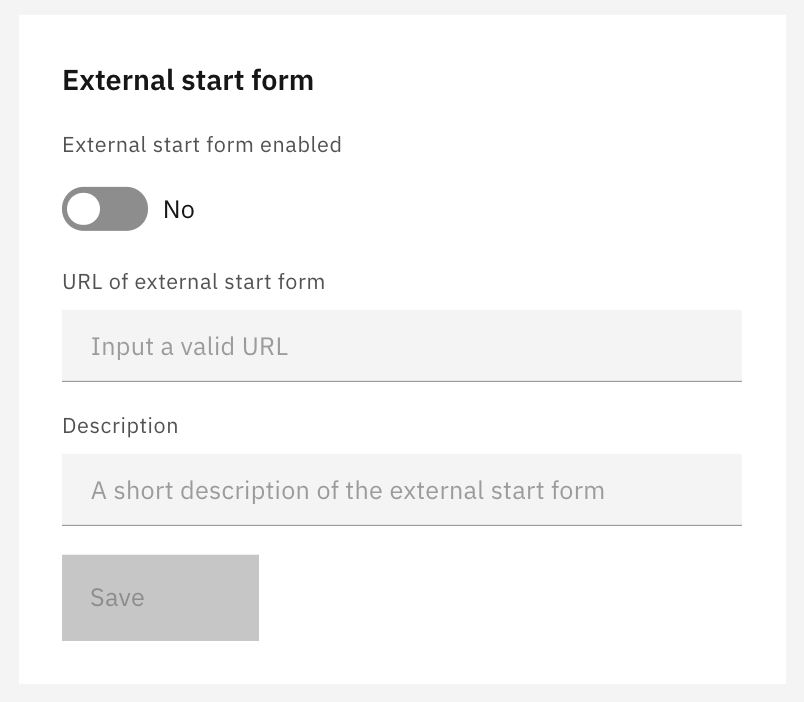 External start form
External start form enabled
No
URL of external start form
Input a valid URL
Description
A short description of the external start form
Save